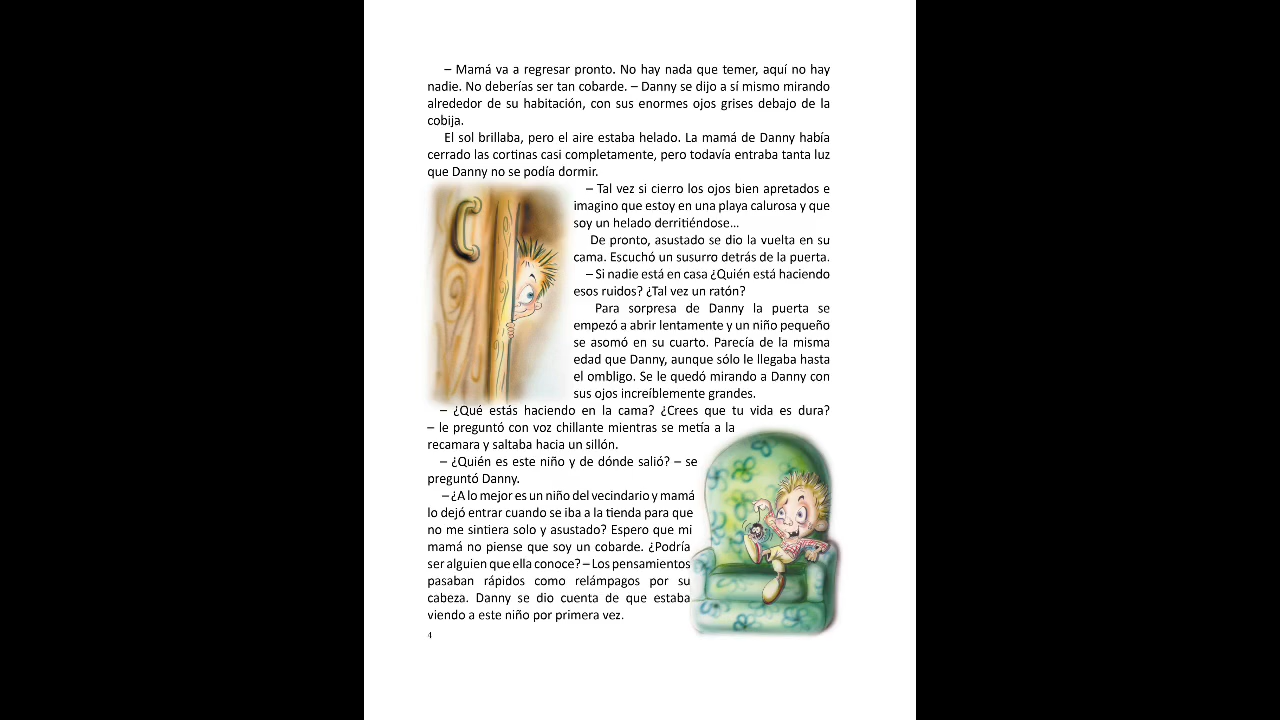 – Mamá va a regresar pronto. No hay nada que temer, aquí no hay
nadie. No deberías ser tan cobarde. – Danny se dijo a sí mismo mirando
alrededor de su habitación, con sus enormes ojos grises debajo de la
cobija.
El sol brillaba, pero el aire estaba helado. La mamá de Danny había
cerrado las cortinas casi completamente, pero todavía entraba tanta luz
que Danny no se podía dormir.
– Tal vez si cierro los ojos bien apretados e
imagino que estoy en una playa calurosa y que
soy un helado derritiéndose…
De pronto, asustado se dio la vuelta en su
cama. Escuchó un susurro detrás de la puerta.
– Si nadie está en casa ¿Quién está haciendo
esos ruidos? ¿Tal vez un ratón?
Para sorpresa de Danny la puerta se
empezó a abrir lentamente y un niño pequeño
se asomó en su cuarto. Parecía de la misma
edad que Danny, aunque sólo le llegaba hasta
el ombligo. Se le quedó mirando a Danny con
sus ojos increíblemente grandes.
– ¿Qué estás haciendo en la cama? ¿Crees que tu vida es dura?
– le preguntó con voz chillante mientras se metía a la
recamara y saltaba hacia un sillón.
– ¿Quién es este niño y de dónde salió? – se
preguntó Danny.
– ¿A lo mejor es un niño del vecindario y mamá
lo dejó entrar cuando se iba a la tienda para que
no me sintiera solo y asustado? Espero que mi
mamá no piense que soy un cobarde. ¿Podría
ser alguien que ella conoce? – Los pensamientos
pasaban rápidos como relámpagos por su
cabeza. Danny se dio cuenta de que estaba
viendo a este niño por primera vez.
4